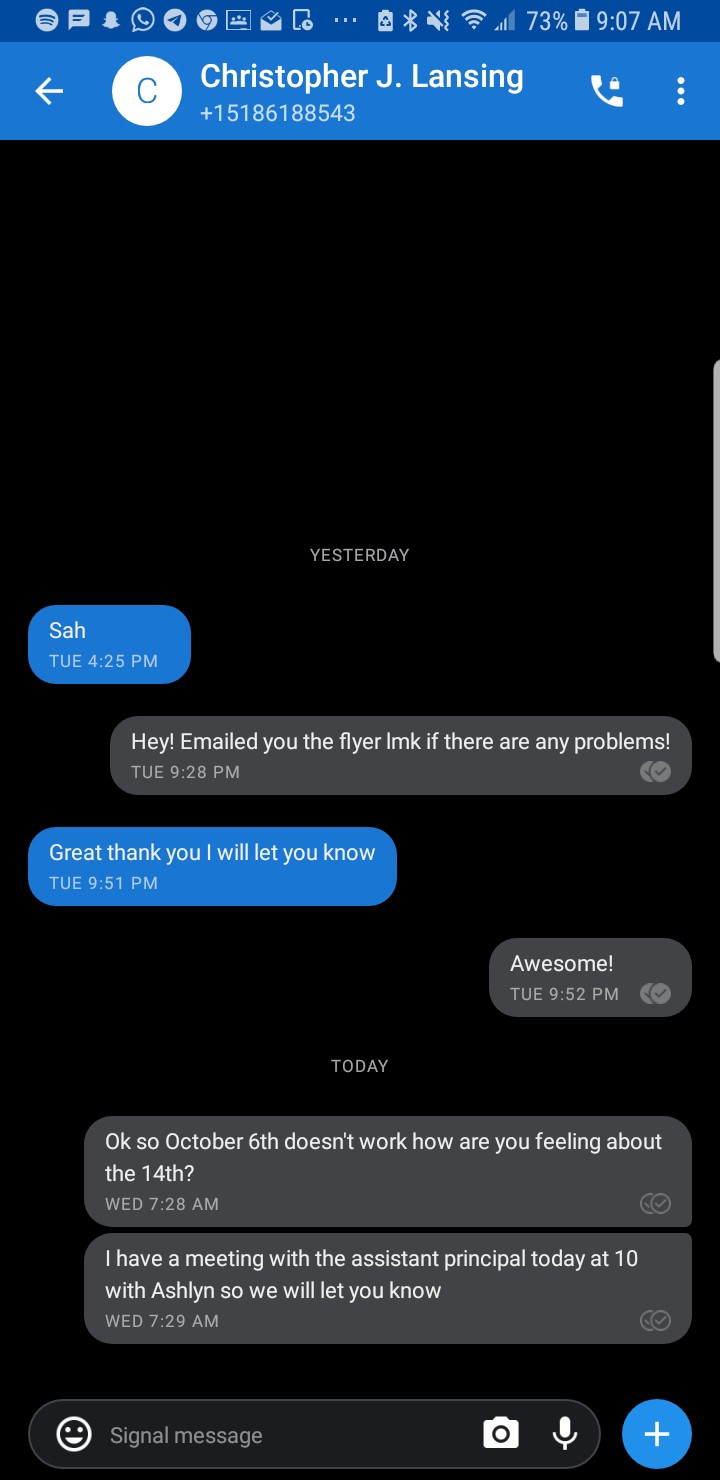 73% 9:07 AM
C
Christopher J. Lansing
+15186188543
YESTERDAY
Sah
TUE 4:25 PM
Hey! Emailed you the flyer lmk if there are any problems!
TUE 9:28 PM
Great thank you I will let you know
TUE 9:51 PM
Awesome!
TUE 9:52 PM
TODAY
Ok so October 6th doesn't work how are you feeling about
the 14th?
WED 7:28 AM
I have a meeting with the assistant principal today at 10
with Ashlyn so we will let you know
WED 7:29 AM
Signal message